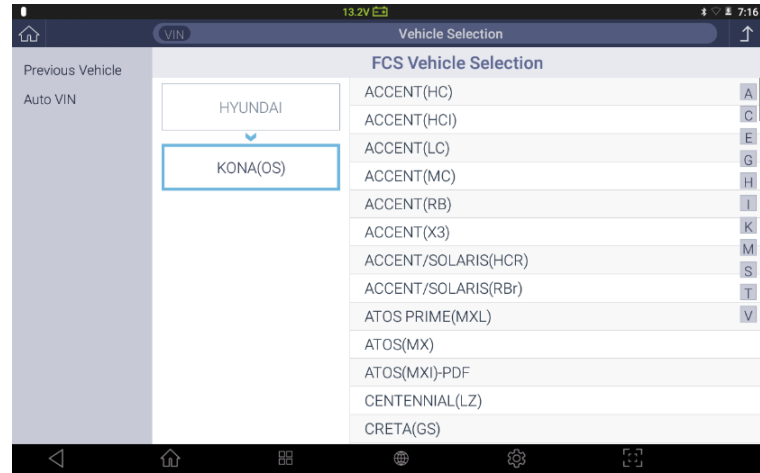 13.2V
7:16
VIN
Vehicle Selection
Previous Vehicle
Auto VIN
FCS Vehicle Selection
HYUNDAI
KONA(OS)
ACCENT(HC)
ACCENT(HCI)
ACCENT(LC)
ACCENT(MC)
ACCENT(RB)
ACCENT(X3)
ACCENT/SOLARIS(HCR)
ACCENT/SOLARIS(RBr)
ATOS PRIME(MXL)
ATOS(MX)
ATOS(MXI)-PDF
CENTENNIAL(LZ)
CRETA(GS)
A
C
E
G
H
I
K
M
S
T
V